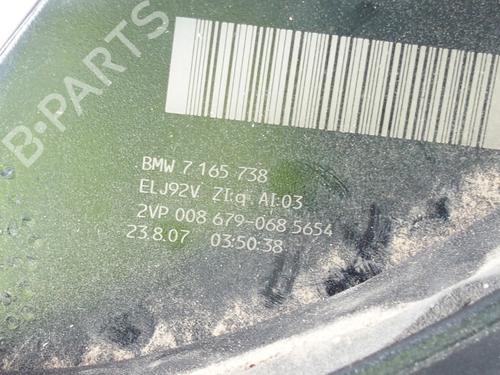 B-PARTS
BMW 7 165 738
ELJ92V ZI:q AI:03
2VP 008 679-068 5654
23.8.07 03:50:38